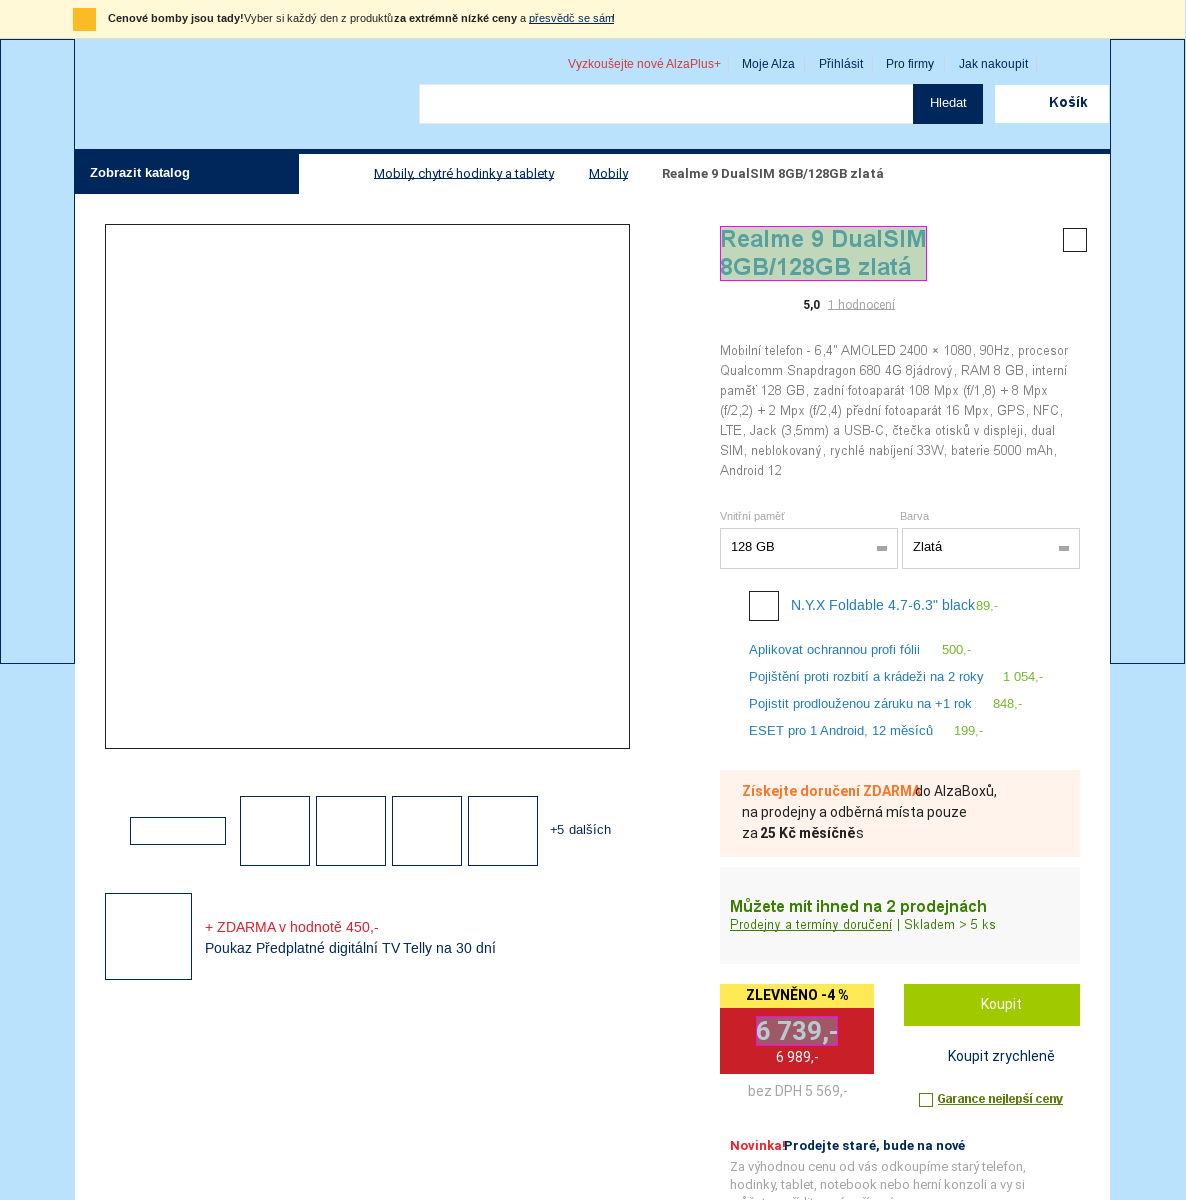 Cenové bomby jsou tady! Vyber si každý den z produktů za extrémně nízké ceny a přesvědč se sám!
Vyzkoušejte nové AlzaPlus+
Moje Alza
Přihlásit
Pro firmy
Jak nakoupit
Hledat
Košík
Zobrazit katalog
Mobily, chytré hodinky a tablety
Mobily
Realme 9 DualSIM 8GB/128GB zlatá
Realme 9 DualSIM
8GB/128GB zlatá
5,0 1 hodnocení
Mobilní telefon - 6,4" AMOLED 2400 × 1080, 90Hz, procesor
Qualcomm Snapdragon 680 4G 8jádrový, RAM 8 GB, interní
paměť 128 GB, zadní fotoaparát 108 Mpx (f/1,8) + 8 Mpx
(f/2,2) + 2 Mpx (f/2,4) přední fotoaparát 16 Mpx, GPS, NFC,
LTE, Jack (3,5mm) a USB-C, čtečka otisků v displeji, dual
SIM, neblokovaný, rychlé nabíjení 33W, baterie 5000 mAh,
Android 12
Vnitřní paměť
Barva
128 GB
Zlatá
N.Y.X Foldable 4.7-6.3" black 89,-
Aplikovat ochrannou profi fólii 500,-
Pojištění proti rozbití a krádeži na 2 roky 1 054,-
Pojistit prodlouženou záruku na +1 rok 848,-
ESET pro 1 Android, 12 měsíců 199,-
Získejte doručení ZDARMA do AlzaBoxů,
na prodejny a odběrná místa pouze
za 25 Kč měsíčně s
+5 dalších
Můžete mít ihned na 2 prodejnách
Prodejny a termíny doručení | Skladem > 5 ks
+ ZDARMA v hodnotě 450,-
Poukaz Předplatné digitální TV Telly na 30 dní
ZLEVNĚNO -4 %
6 739,-
6 989,-
bez DPH 5 569,-
Koupit
Koupit zrychleně
Garance nejlepší ceny
Novinka! Prodejte staré, bude na nové
Za výhodnou cenu od vás odkoupíme starý telefon,
hodinky, tablet, notebook nebo herní konzoli a vy si